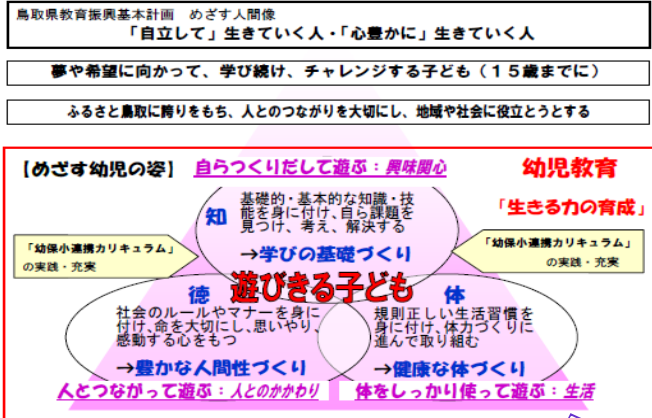 鳥取県教育振興基本計画　めざす人間像
「自立して」生きていく人・「心豊かに」生きていく人
夢や希望に向かって、学び続け、チャレンジする子ども（１５歳までに）
ふるさと鳥取に誇りをもち、人とのつながりを大切にし、地域や社会に役立とうとする
【めざす幼児の姿】
自らつくりだして遊ぶ：興味関心
幼児教育
「生きる力の育成」
知
基礎的・基本的な知識・技
能を身に付け、自ら課題を
見つけ、考え、解決する
→学びの基礎づくり
「幼保小連携カリキュラム」
の実践・充実
「幼保小連携カリキュラム」
の実践・充実
遊びきる子ども
徳
社会のルールやマナーを身に
付け、命を大切にし、思いやり、
感動する心をもつ
→豊かな人間性づくり
体
規則正しい生活習慣を
身に付け、体力づくりに
進んで取り組む
→健康な体づくり
人とつながって遊ぶ：人とのかかわり
体をしっかり使って遊ぶ：生活